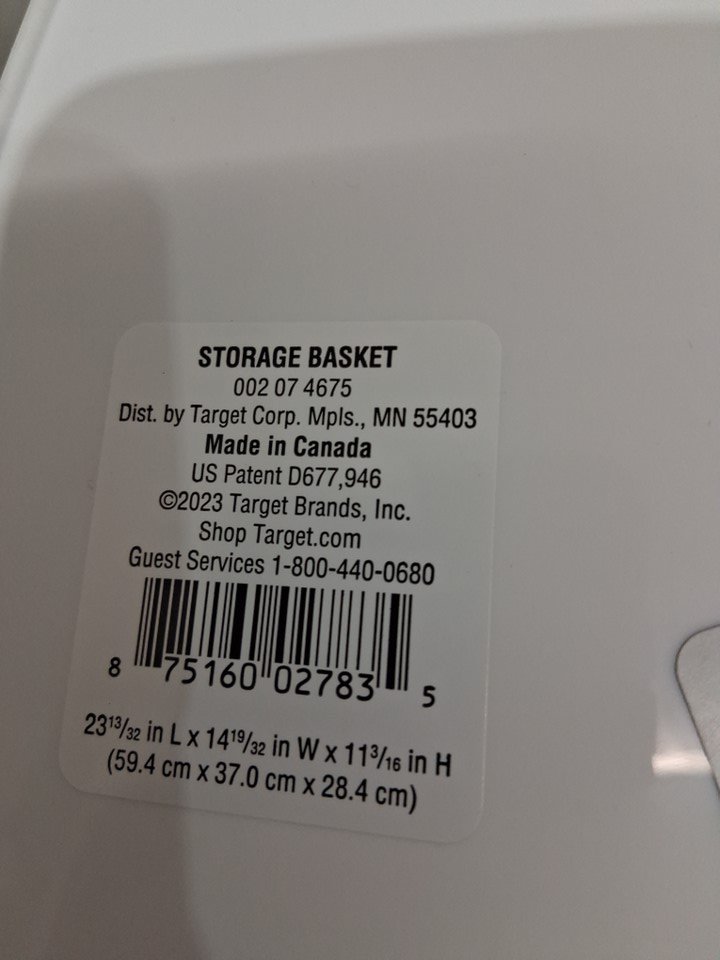 STORAGE BASKET
002 07 4675
Dist. by Target Corp. Mpls., MN 55403
Made in Canada
US Patent D677,946
©2023 Target Brands, Inc.
Shop Target.com
Guest Services 1-800-440-0680
8 75160 02783 5
23 13/32 in L x 14 19/32 in W x 11 3/16 in H
(59.4 cm x 37.0 cm x 28.4 cm)